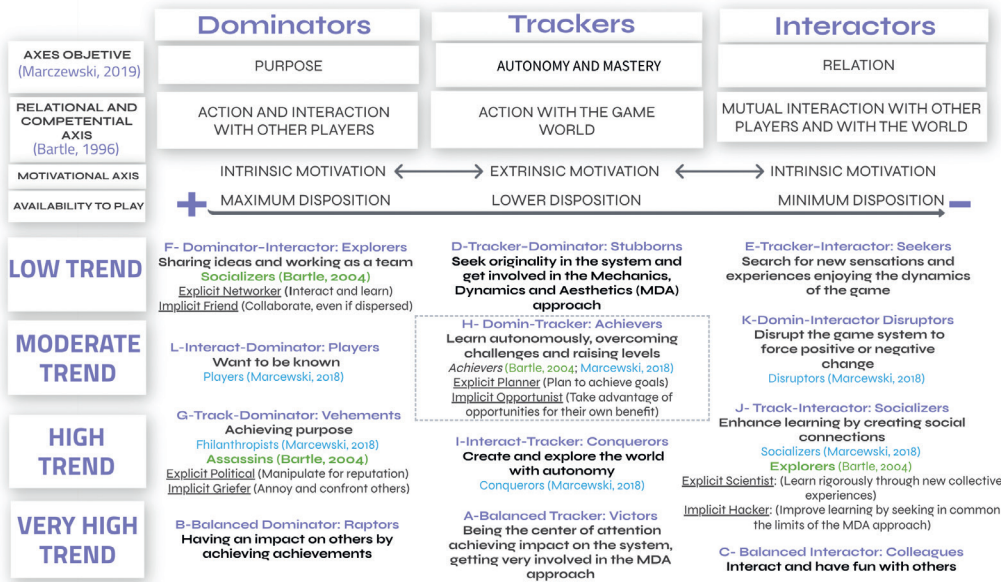 Dominators
Trackers
Interactors
AXES OBJETIVE
(Marczewski, 2019)
PURPOSE
AUTONOMY AND MASTERY
RELATION
RELATIONAL AND
COMPETENTIAL
AXIS
(Bartle, 1996)
ACTION AND INTERACTION
WITH OTHER PLAYERS
ACTION WITH THE GAME
WORLD
MUTUAL INTERACTION WITH OTHER
PLAYERS AND WITH THE WORLD
MOTIVATIONAL AXIS
INTRINSIC MOTIVATION
EXTRINSIC MOTIVATION
INTRINSIC MOTIVATION
AVAILABILITY TO PLAY
+
MAXIMUM DISPOSITION
LOWER DISPOSITION
MINIMUM DISPOSITION
-
LOW TREND
F- Dominator-Interactor: Explorers
Sharing ideas and working as a team
Socializers (Bartle, 2004)
Explicit Networker (Interact and learn)
Implicit Friend (Collaborate, even if dispersed)
D-Tracker-Dominator: Stubborns
Seek originality in the system and
get involved in the Mechanics,
Dynamics and Aesthetics (MDA)
approach
E-Tracker-Interactor: Seekers
Search for new sensations and
experiences enjoying the dynamics
of the game
MODERATE
TREND
L-Interact-Dominator: Players
Want to be known
Players (Marcewski, 2018)
H- Domin-Tracker: Achievers
Learn autonomously, overcoming
challenges and raising levels
Achievers (Bartle, 2004; Marcewski, 2018)
Explicit Planner (Plan to achieve goals)
Implicit Opportunist (Take advantage of
opportunities for their own benefit)
K-Domin-Interactor Disruptors
Disrupt the game system to
force positive or negative
change
Disruptors (Marcewski, 2018)
HIGH
TREND
G-Track-Dominator: Vehements
Achieving purpose
Fhilanthropists (Marcewski, 2018)
Assassins (Bartle, 2004)
Explicit Political (Manipulate for reputation)
Implicit Griefer (Annoy and confront others)
I-Interact-Tracker: Conquerors
Create and explore the world
with autonomy
Conquerors (Marcewski, 2018)
J- Track-Interactor: Socializers
Enhance learning by creating social
connections
Socializers (Marcewski, 2018)
Explorers (Bartle, 2004)
Explicit Scientist: (Learn rigorously through new collective
experiences)
Implicit Hacker: (Improve learning by seeking in common
the limits of the MDA approach)
VERY HIGH
TREND
B-Balanced Dominator: Raptors
Having an impact on others by
achieving achievements
A-Balanced Tracker: Victors
Being the center of attention
achieving impact on the system,
getting very involved in the MDA
approach
C- Balanced Interactor: Colleagues
Interact and have fun with others